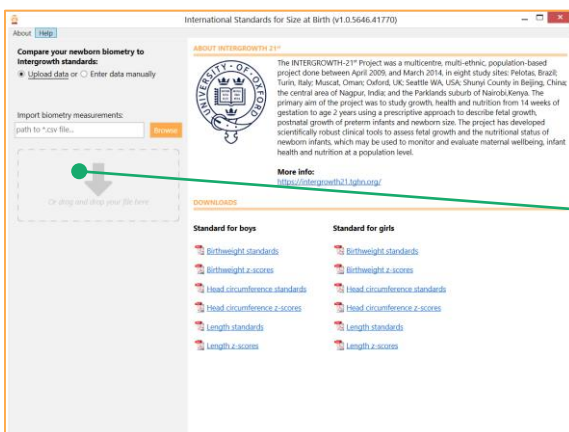 International Standards for Size at Birth (v1.0.5646.41770)
About Help
Compare your newborn biometry to
Intergrowth standards:
Upload data or Enter data manually
Import biometry measurements:
path to *.csv file...
Browse
Or drag and drop your file here
ABOUT INTERGROWTH 21st
UNIVERSITY · OF · OXFORD
The INTERGROWTH-21st Project was a multicentre, multi-ethnic, population-based
project done between April 2009, and March 2014, in eight study sites: Pelotas, Brazil;
Turin, Italy; Muscat, Oman; Oxford, UK; Seattle WA, USA; Shunyi County in Beijing, China;
the central area of Nagpur, India; and the Parklands suburb of Nairobi,Kenya. The
primary aim of the project was to study growth, health and nutrition from 14 weeks of
gestation to age 2 years using a prescriptive approach to describe fetal growth,
postnatal growth of preterm infants and newborn size. The project has developed
scientifically robust clinical tools to assess fetal growth and the nutritional status of
newborn infants, which may be used to monitor and evaluate maternal wellbeing, infant
health and nutrition at a population level.
More info:
https://intergrowth21.tghn.org/
DOWNLOADS
Standard for boys
Birthweight standards
Birthweight z-scores
Head circumference standards
Head circumference z-scores
Length standards
Length z-scores
Standard for girls
Birthweight standards
Birthweight z-scores
Head circumference standards
Head circumference z-scores
Length standards
Length z-scores